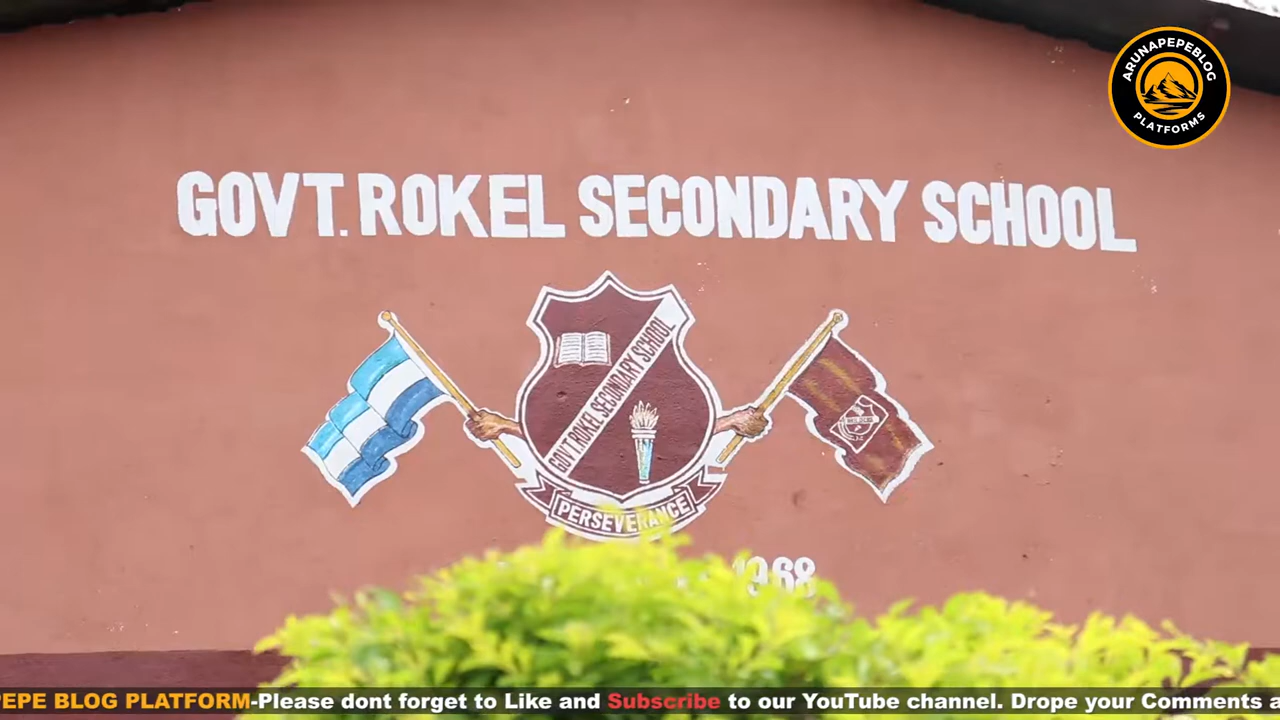 ARUNAPEPEBLOG
PLATFORMS
GOVT. ROKEL SECONDARY SCHOOL
GOV'T ROKEL SECONDARY SCHOOL
PERSEVERANCE
1968
PEPE BLOG PLATFORM-Please dont forget to Like and Subscribe to our YouTube channel. Drope your Comments a